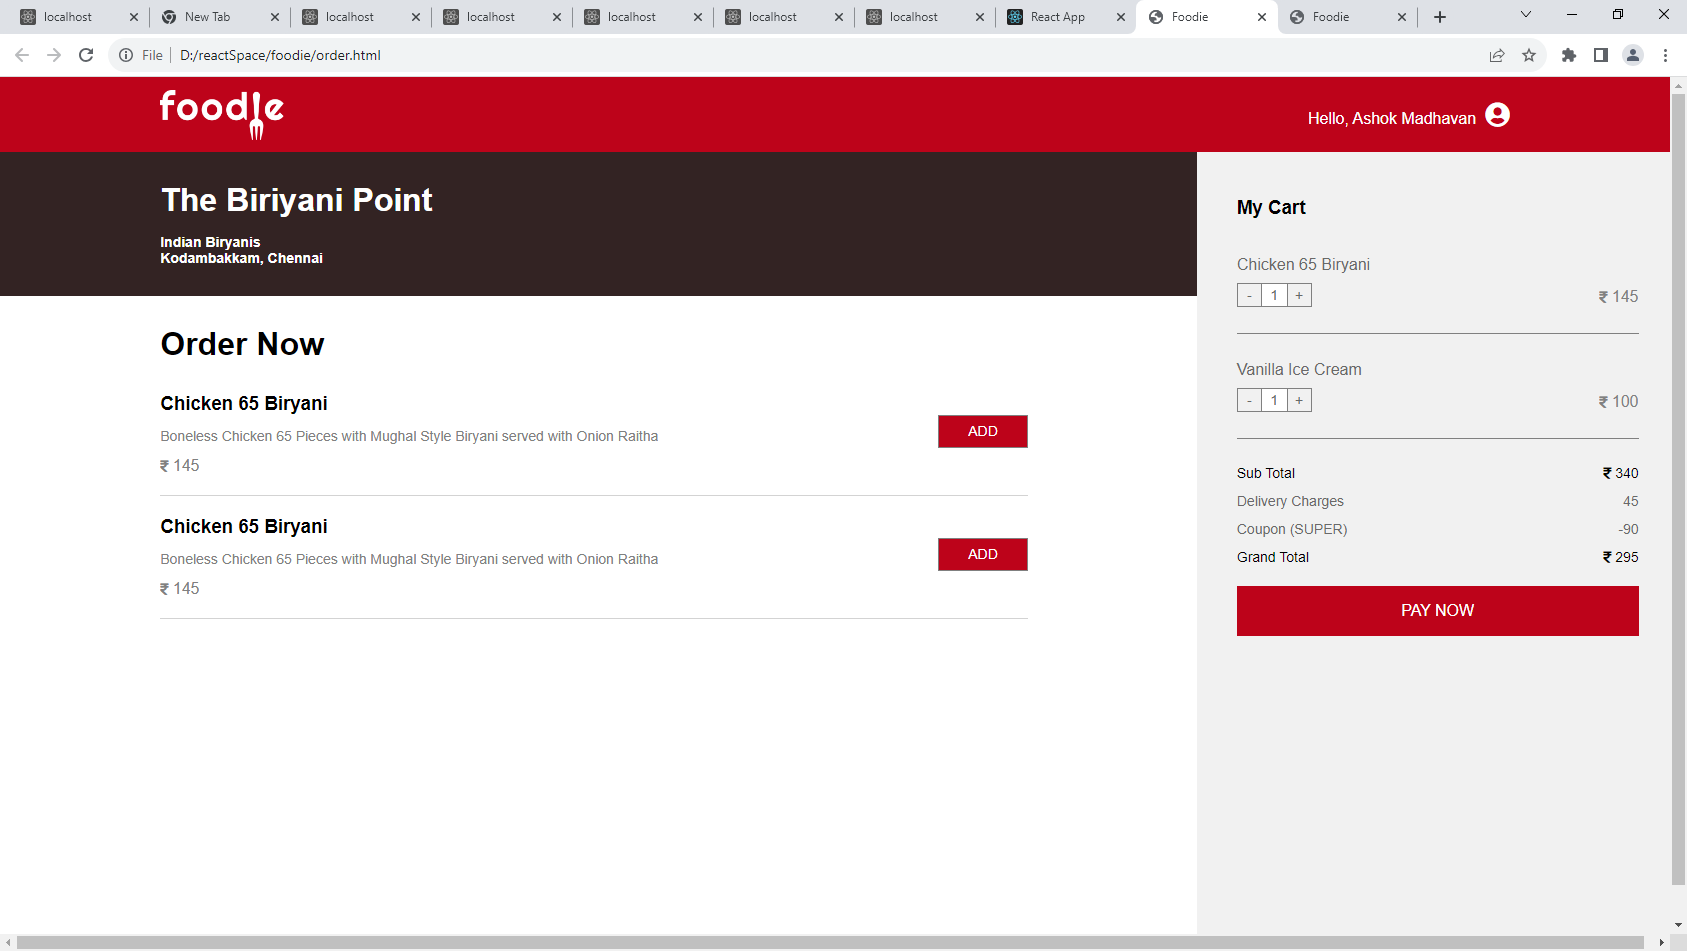 localhost
New Tab
localhost
localhost
localhost
localhost
localhost
React App
Foodie
Foodie
File
D:/reactSpace/foodie/order.html
foodie
Hello, Ashok Madhavan
The Biriyani Point
Indian Biryanis
Kodambakkam, Chennai
Order Now
Chicken 65 Biryani
Boneless Chicken 65 Pieces with Mughal Style Biryani served with Onion Raitha
₹ 145
ADD
Chicken 65 Biryani
Boneless Chicken 65 Pieces with Mughal Style Biryani served with Onion Raitha
₹ 145
ADD
My Cart
Chicken 65 Biryani
- 1 + ₹ 145
Vanilla Ice Cream
- 1 + ₹ 100
Sub Total ₹ 340
Delivery Charges 45
Coupon (SUPER) -90
Grand Total ₹ 295
PAY NOW